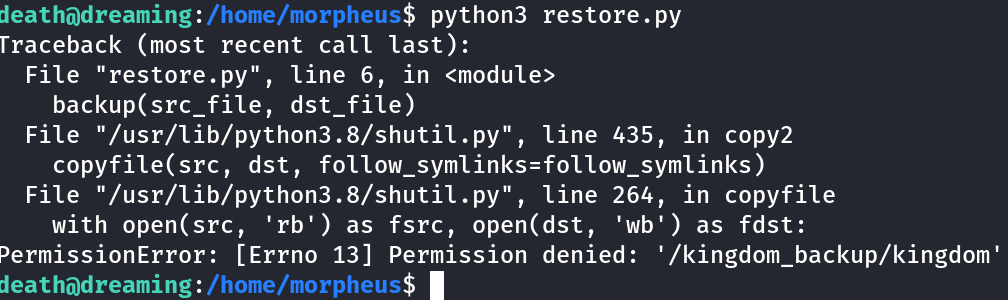 death@dreaming:/home/morpheus$ python3 restore.py
Traceback (most recent call last):
  File "restore.py", line 6, in <module>
    backup(src_file, dst_file)
  File "/usr/lib/python3.8/shutil.py", line 435, in copy2
    copyfile(src, dst, follow_symlinks=follow_symlinks)
  File "/usr/lib/python3.8/shutil.py", line 264, in copyfile
    with open(src, 'rb') as fsrc, open(dst, 'wb') as fdst:
PermissionError: [Errno 13] Permission denied: '/kingdom_backup/kingdom'
death@dreaming:/home/morpheus$